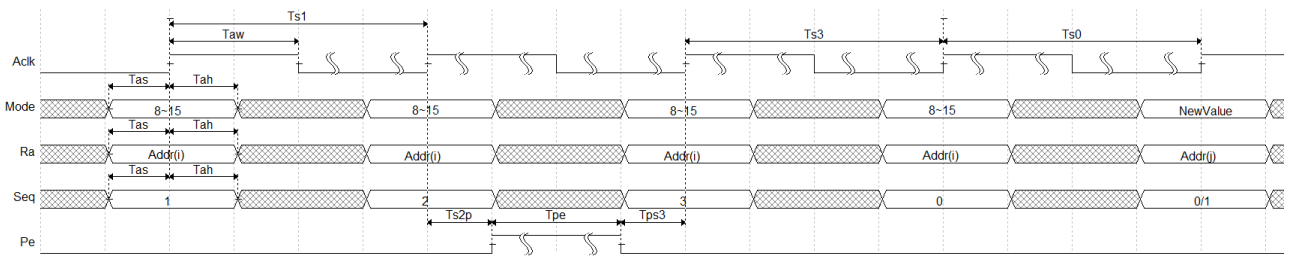 Ts1
Taw Ts3 Ts0
Aclk
Tas Tah
Mode 8~15 8~15 8~15 8~15 NewValue
Tas Tah
Ra Addr(i) Addr(i) Addr(i) Addr(i) Addr(j)
Tas Tah
Seq 1 2 3 0 0/1
Ts2p Tpe Tps3
Pe